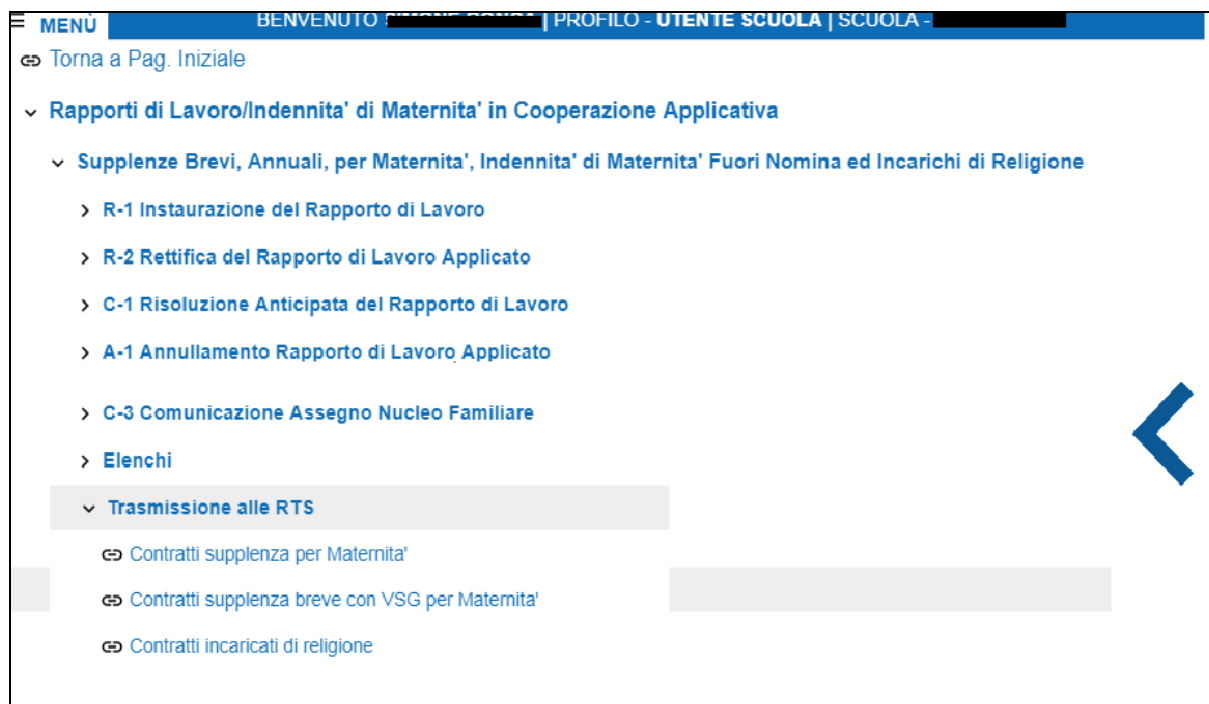 MENÙ BENVENUTO | PROFILO - UTENTE SCUOLA | SCUOLA -
Torna a Pag. Iniziale
Rapporti di Lavoro/Indennita' di Maternita' in Cooperazione Applicativa
Supplenze Brevi, Annuali, per Maternita', Indennita' di Maternita' Fuori Nomina ed Incarichi di Religione
R-1 Instaurazione del Rapporto di Lavoro
R-2 Rettifica del Rapporto di Lavoro Applicato
C-1 Risoluzione Anticipata del Rapporto di Lavoro
A-1 Annullamento Rapporto di Lavoro Applicato
C-3 Comunicazione Assegno Nucleo Familiare
Elenchi
Trasmissione alle RTS
Contratti supplenza per Maternita'
Contratti supplenza breve con VSG per Maternita'
Contratti incaricati di religione